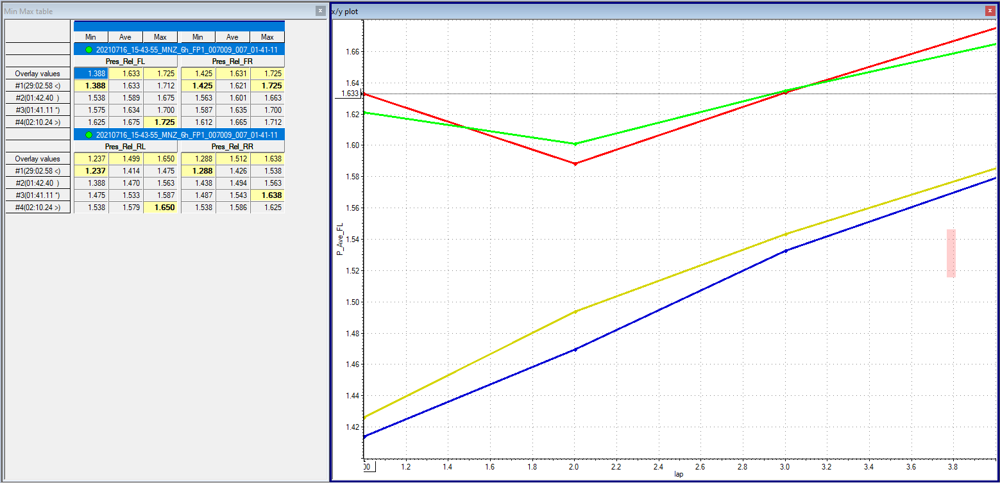 Min Max table
x
Min Ave Max Min Ave Max
20210716_15-43-55_MNZ_6h_FP1_007009_007_01-41-11
Pres_Rel_FL Pres_Rel_FR
Overlay values 1.388 1.633 1.725 1.425 1.631 1.725
#1(29:02.58 <) 1.388 1.633 1.712 1.425 1.621 1.725
#2(01:42.40 ) 1.538 1.589 1.675 1.563 1.601 1.663
#3(01:41.11 *) 1.575 1.634 1.700 1.587 1.635 1.700
#4(02:10.24 >) 1.625 1.675 1.725 1.612 1.665 1.712
20210716_15-43-55_MNZ_6h_FP1_007009_007_01-41-11
Pres_Rel_RL Pres_Rel_RR
Overlay values 1.237 1.499 1.650 1.288 1.512 1.638
#1(29:02.58 <) 1.237 1.414 1.475 1.288 1.426 1.538
#2(01:42.40 ) 1.388 1.470 1.563 1.438 1.494 1.563
#3(01:41.11 *) 1.475 1.533 1.587 1.487 1.543 1.638
#4(02:10.24 >) 1.538 1.579 1.650 1.538 1.586 1.625
x/y plot
x
1.66
1.64
1.633
1.62
1.60
1.58
1.56
1.54
1.52
1.50
1.48
1.46
1.44
1.42
P_Ave_FL
00 1.2 1.4 1.6 1.8 2.0 2.2 2.4 2.6 2.8 3.0 3.2 3.4 3.6 3.8
lap